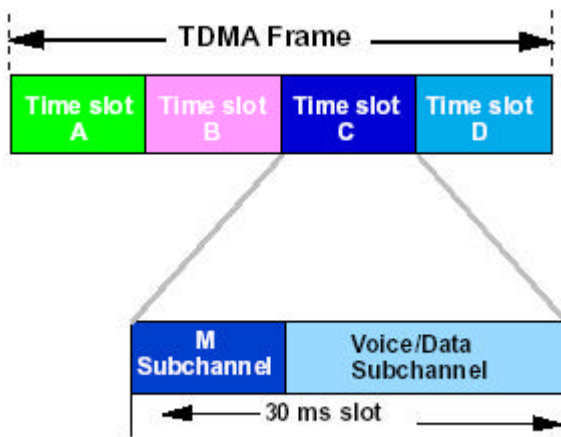 TDMA Frame
Time slot
A
Time slot
B
Time slot
C
Time slot
D
M
Subchannel
Voice/Data
Subchannel
30 ms slot